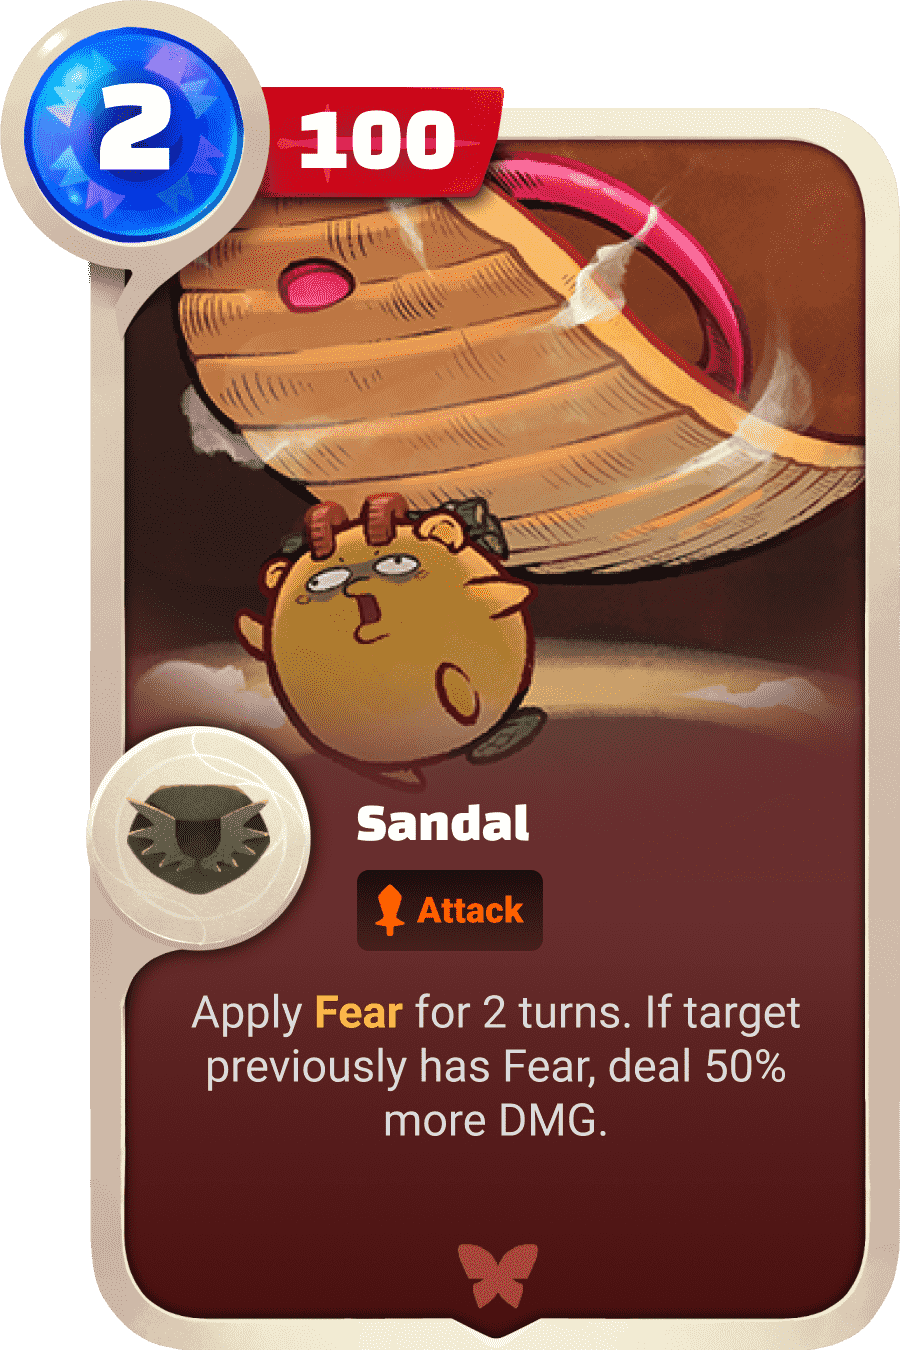 2
100
Sandal
Attack
Apply Fear for 2 turns. If target
previously has Fear, deal 50%
more DMG.